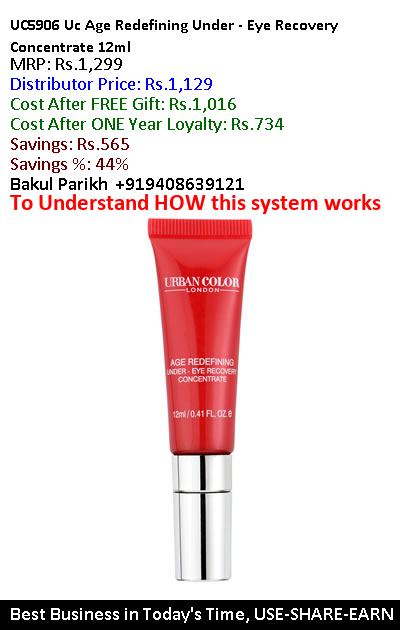 UC5906 Uc Age Redefining Under - Eye Recovery
Concentrate 12ml
MRP: Rs.1,299
Distributor Price: Rs.1,129
Cost After FREE Gift: Rs.1,016
Cost After ONE Year Loyalty: Rs.734
Savings: Rs.565
Savings %: 44%
Bakul Parikh +919408639121
To Understand HOW this system works
URBAN COLOR
LONDON
AGE REDEFINING
UNDER - EYE RECOVERY
CONCENTRATE
12ml / 0.41 FL. OZ. e
Best Business in Today's Time, USE-SHARE-EARN